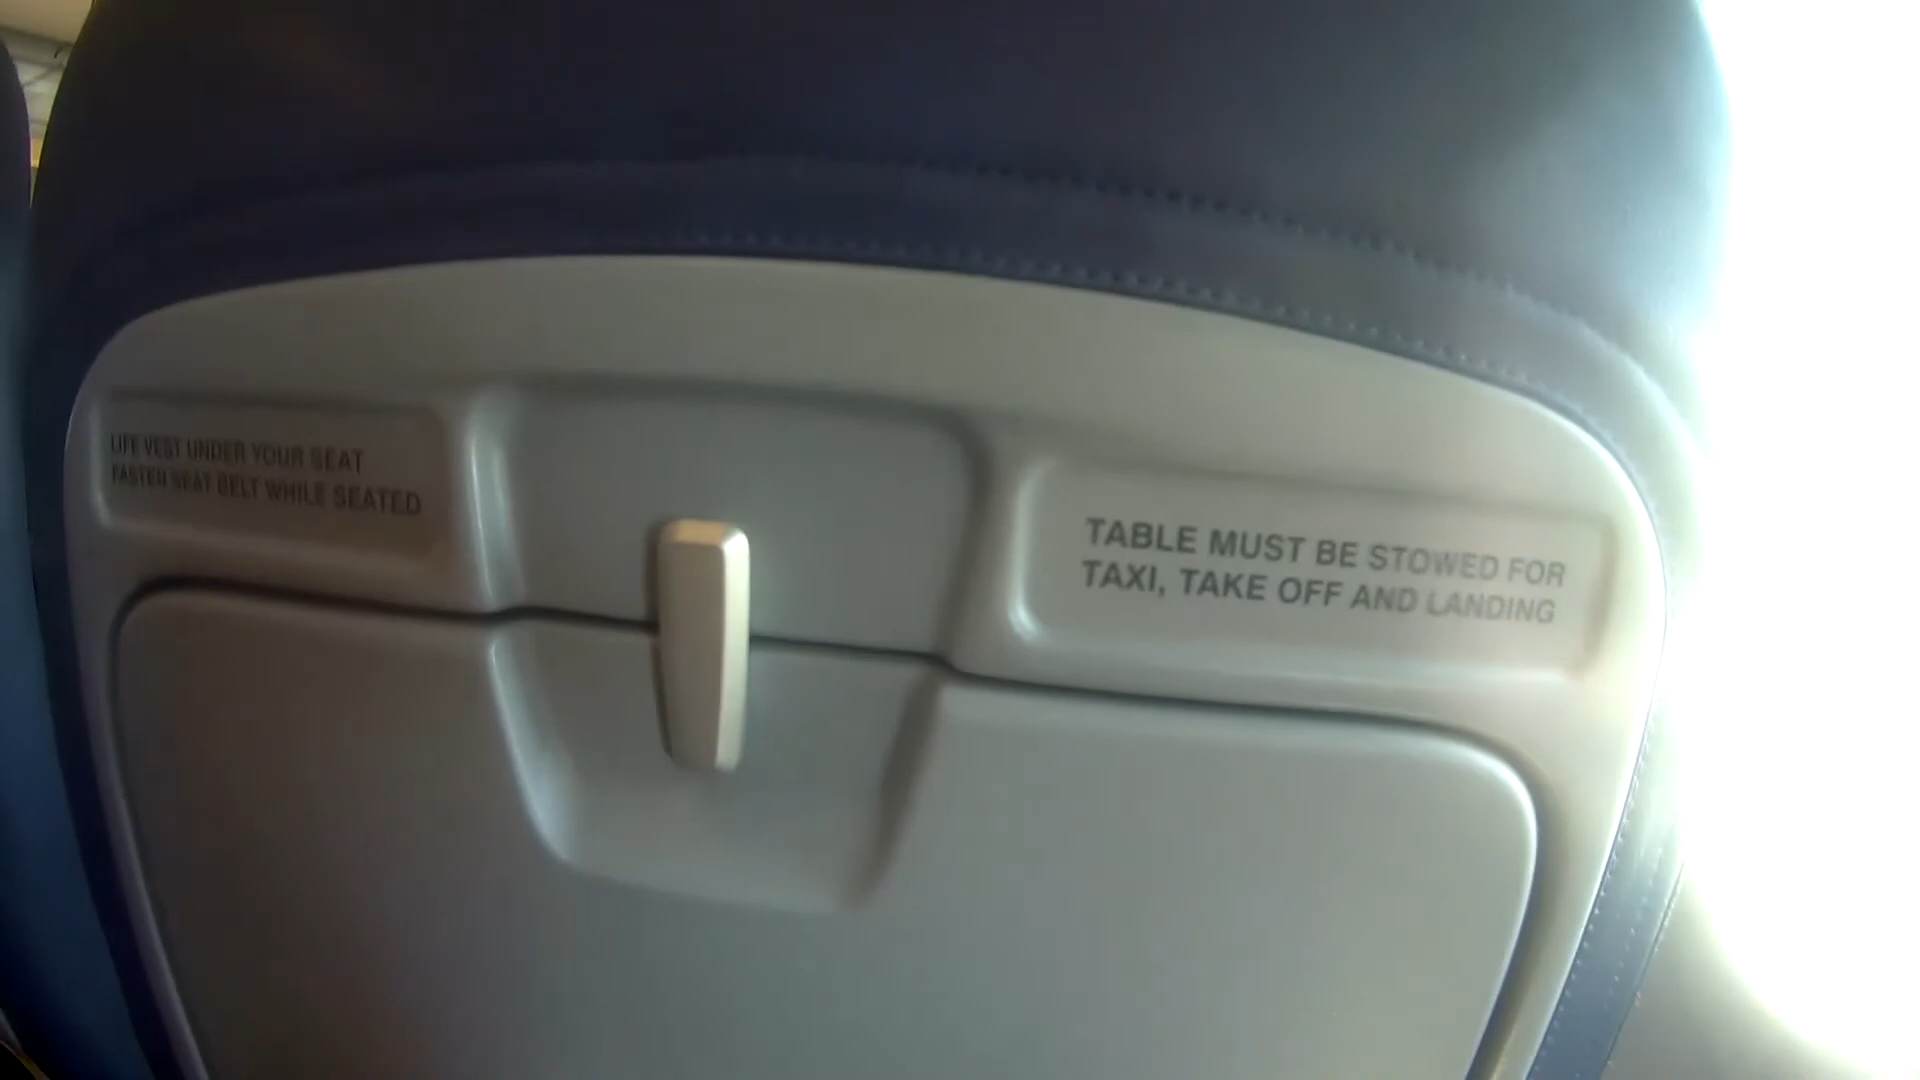 LIFE VEST UNDER YOUR SEAT
FASTEN SEAT BELT WHILE SEATED
TABLE MUST BE STOWED FOR
TAXI, TAKE OFF AND LANDING